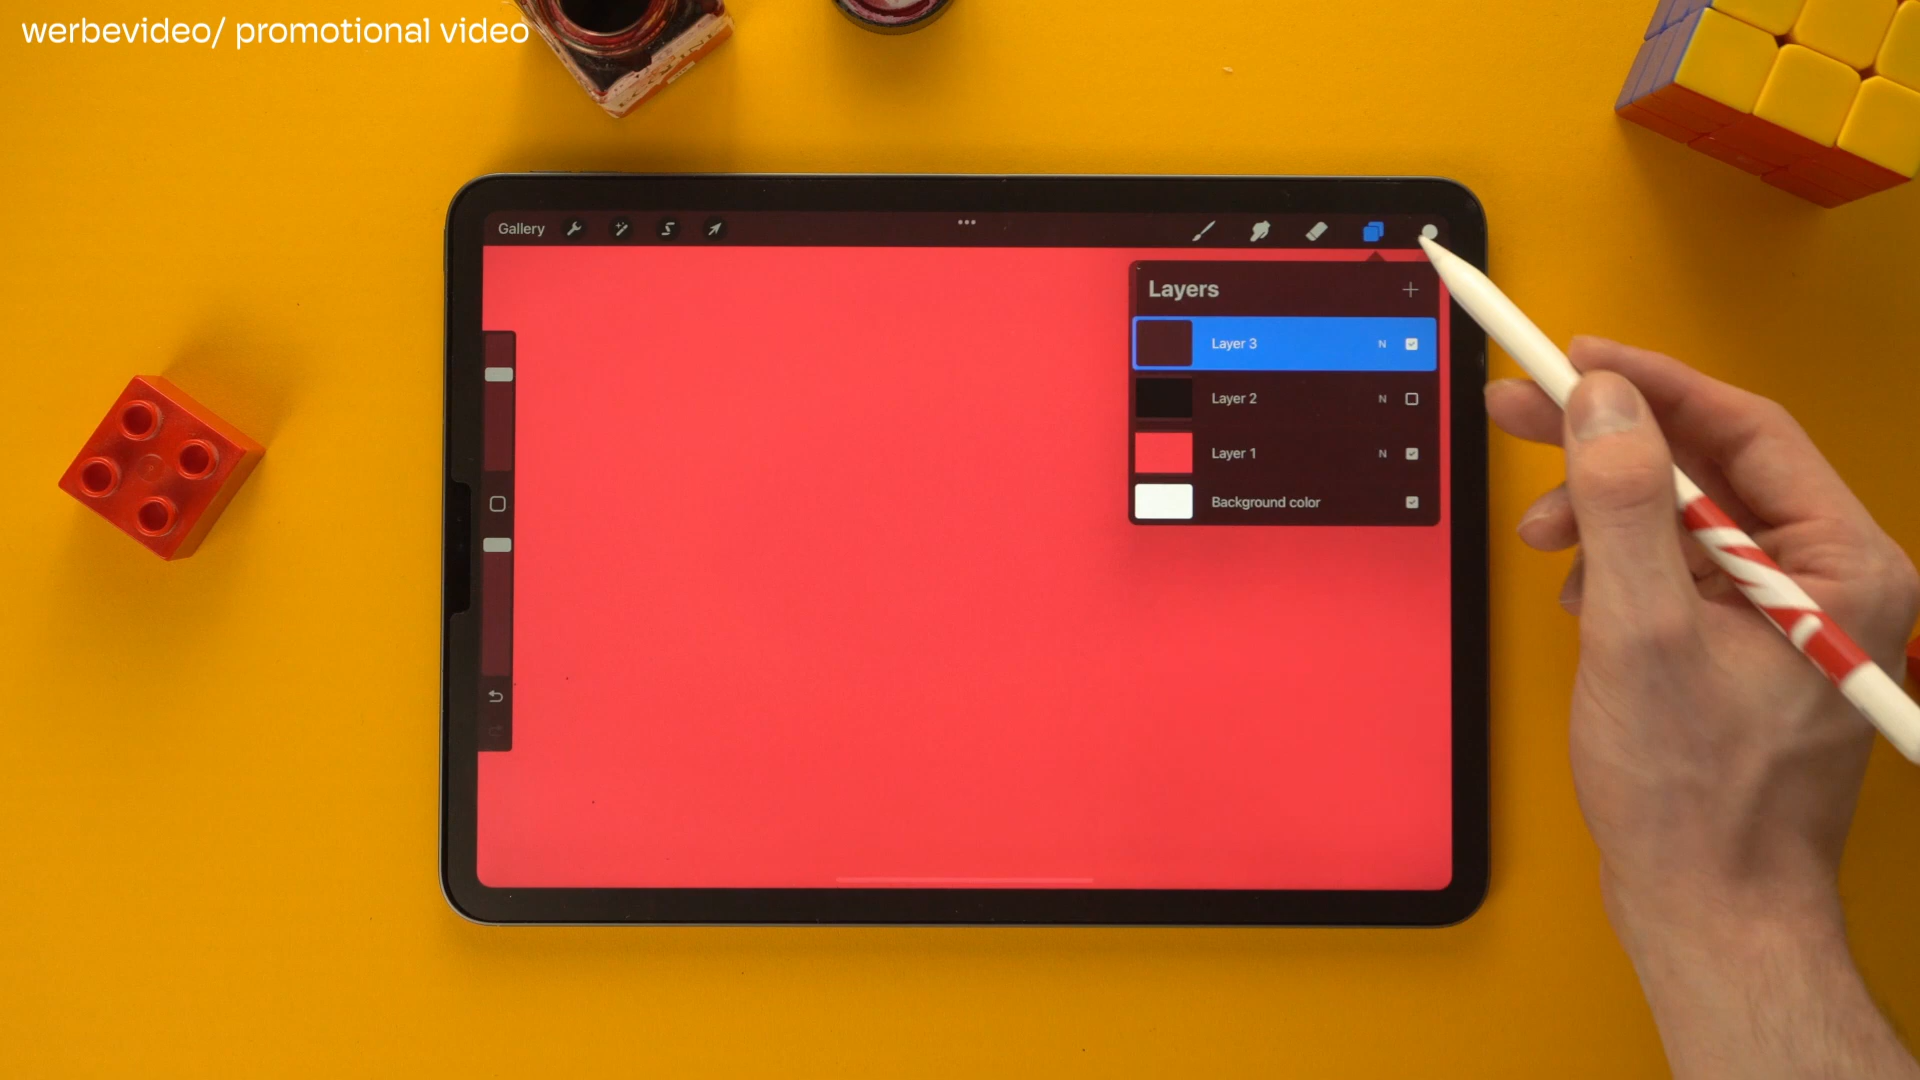 werbevideo/ promotional video
Gallery
Layers
Layer 3 N
Layer 2 N
Layer 1 N
Background color